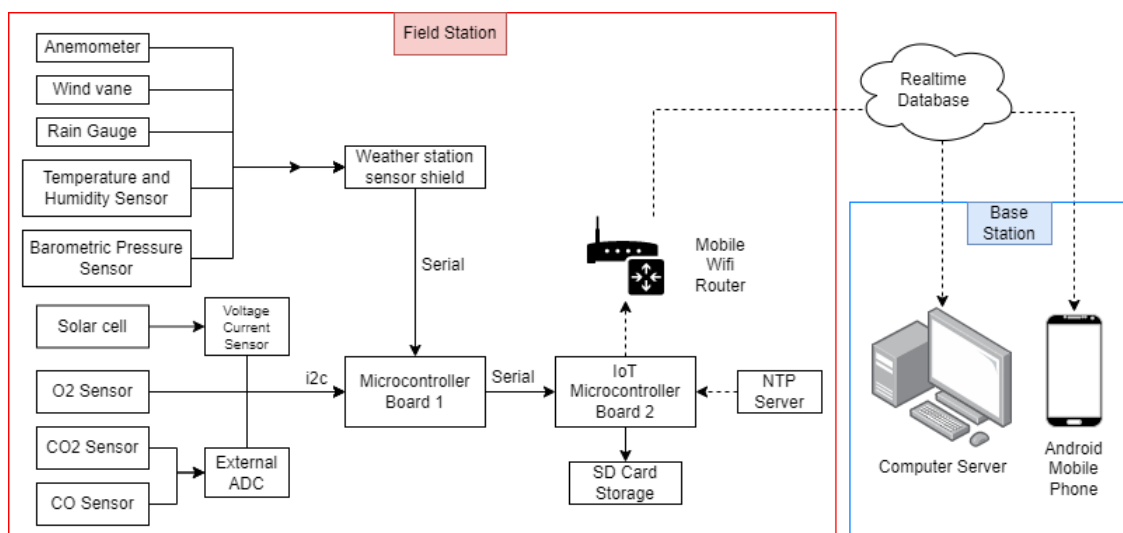 Field Station
Anemometer
Wind vane
Rain Gauge
Temperature and
Humidity Sensor
Barometric Pressure
Sensor
Weather station
sensor shield
Serial
Solar cell
Voltage
Current
Sensor
O2 Sensor
i2c
CO2 Sensor
CO Sensor
External
ADC
Microcontroller
Board 1
Serial
IoT
Microcontroller
Board 2
NTP
Server
SD Card
Storage
Mobile
Wifi
Router
Realtime
Database
Base
Station
Computer Server
Android
Mobile
Phone